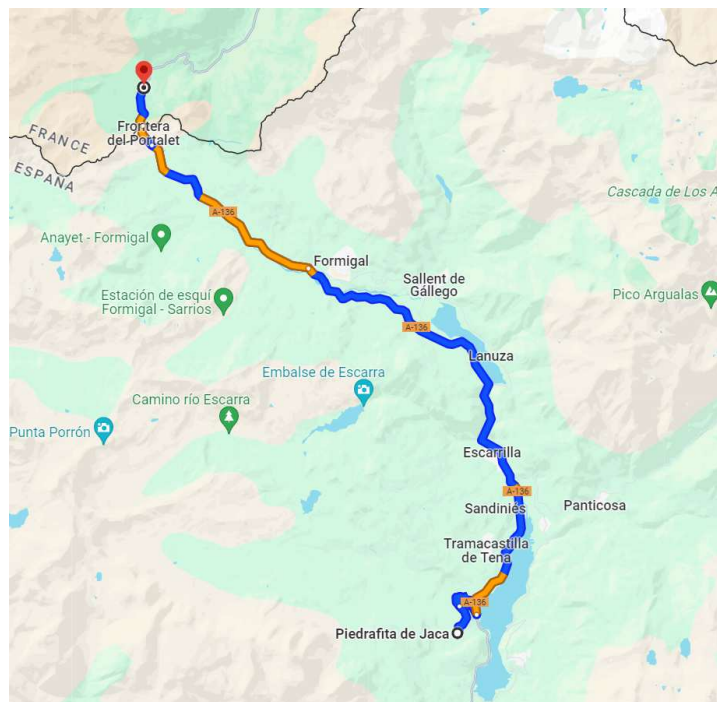 FRANCE
ESPAÑA
Frontera
del Portalet
A-136
Anayet - Formigal
Formigal
Cascada de Los A
Estación de esquí
Formigal - Sarrios
Sallent de
Gállego
Pico Argualas
A-136
Lanuza
Embalse de Escarra
Camino río Escarra
Punta Porrón
Escarrilla
A-136
Sandiniés
Panticosa
Tramacastilla
de Tena
A-136
Piedrafita de Jaca